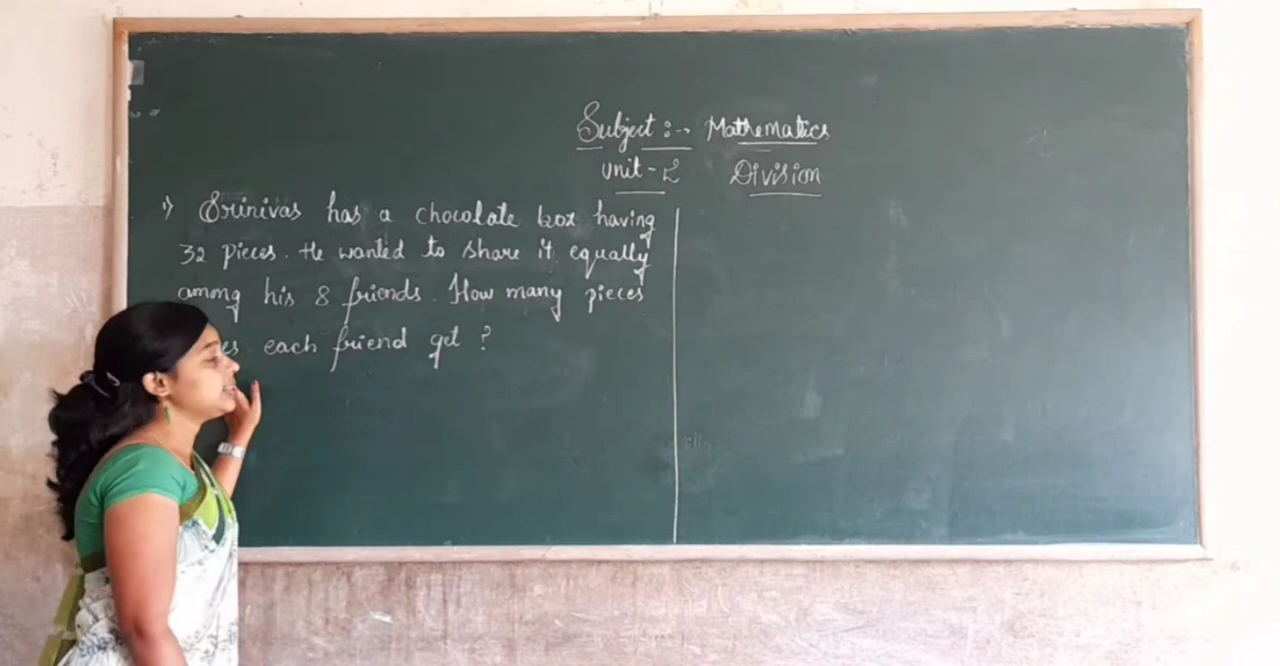 Subject :- Mathematics
Unit - 2 Division
1) Srinivas has a chocolate box having
32 pieces. He wanted to share it equally
among his 8 friends. How many pieces
each friend get ?